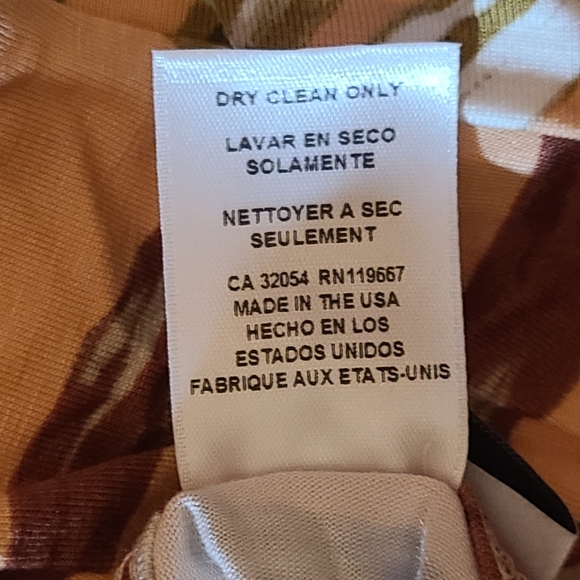 DRY CLEAN ONLY
LAVAR EN SECO
SOLAMENTE
NETTOYER A SEC
SEULEMENT
CA 32054 RN119667
MADE IN THE USA
HECHO EN LOS
ESTADOS UNIDOS
FABRIQUE AUX ETATS-UNIS